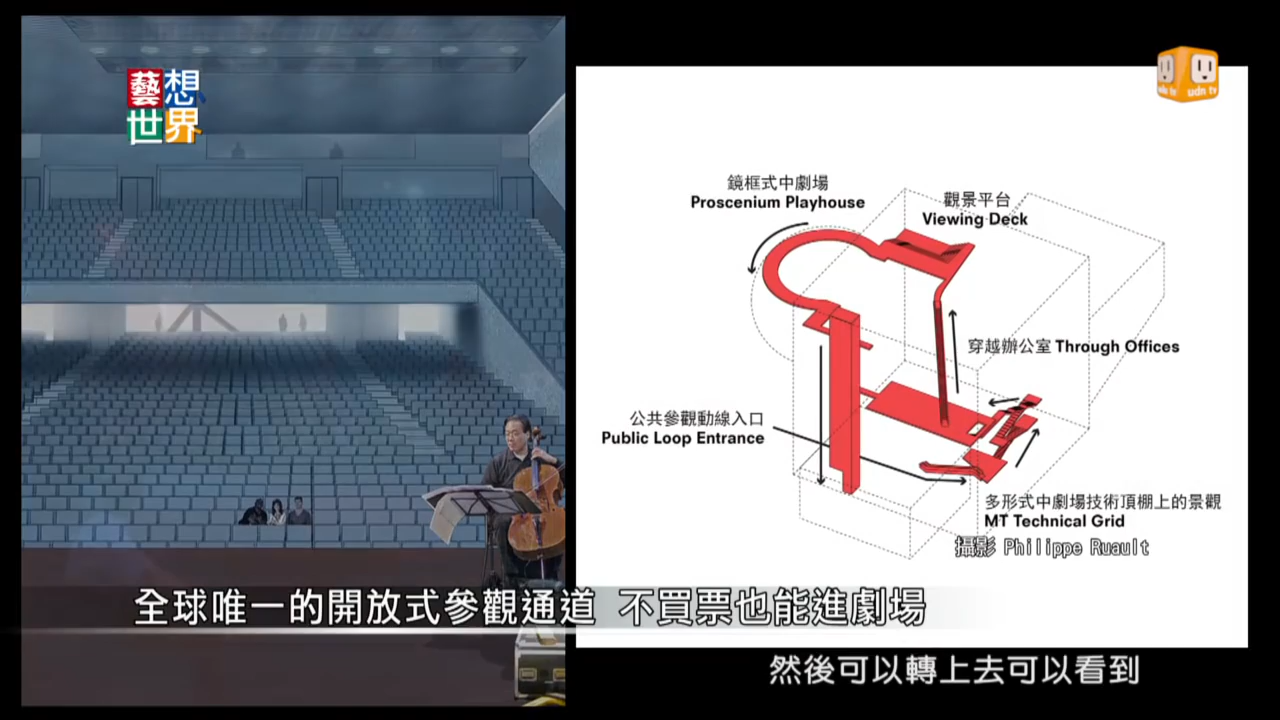 藝想
世界
udn tv
鏡框式中劇場
Proscenium Playhouse
觀景平台
Viewing Deck
穿越辦公室 Through Offices
公共參觀動線入口
Public Loop Entrance
多形式中劇場技術頂棚上的景觀
MT Technical Grid
攝影 Philippe Ruault
全球唯一的開放式參觀通道 不買票也能進劇場
然後可以轉上去可以看到